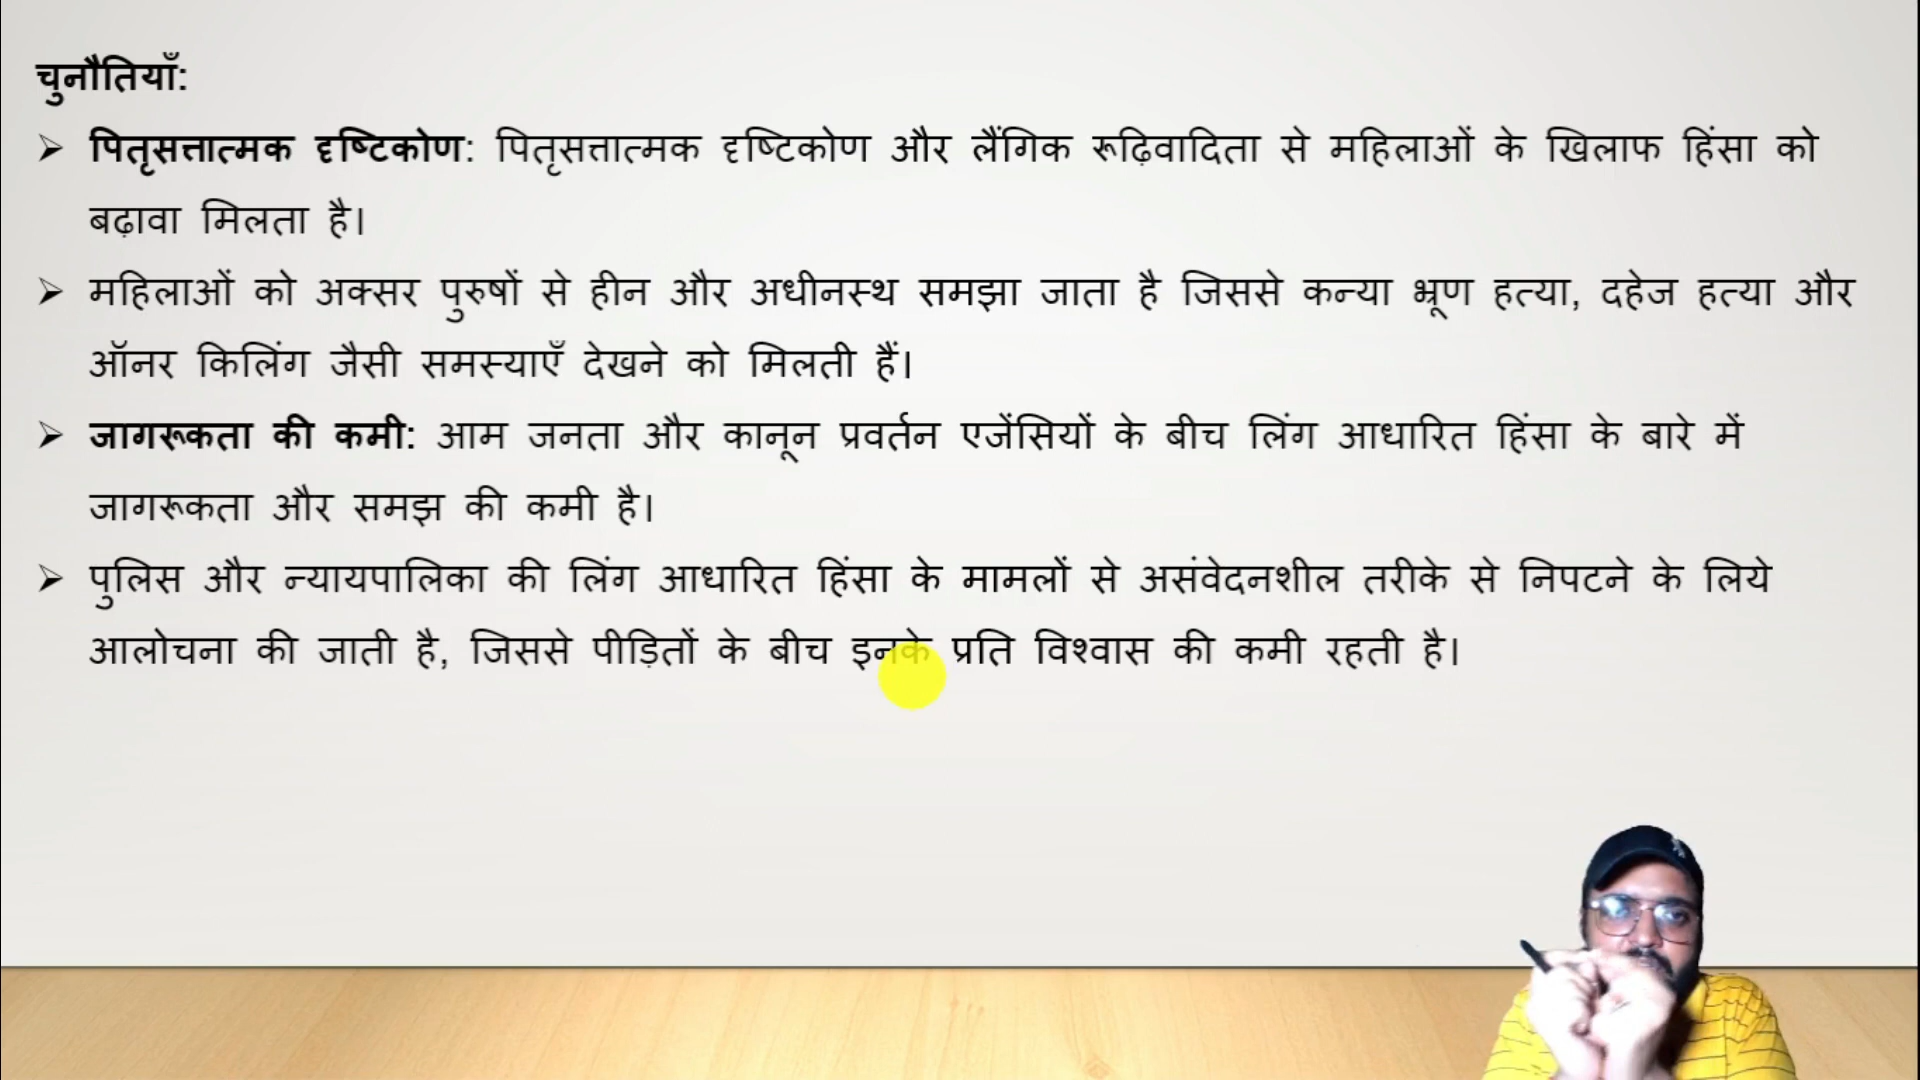 चुनौतियाँ:
➢ पितृसत्तात्मक दृष्टिकोण: पितृसत्तात्मक दृष्टिकोण और लैंगिक रूढ़िवादिता से महिलाओं के खिलाफ हिंसा को
बढ़ावा मिलता है।
➢ महिलाओं को अक्सर पुरुषों से हीन और अधीनस्थ समझा जाता है जिससे कन्या भ्रूण हत्या, दहेज हत्या और
ऑनर किलिंग जैसी समस्याएँ देखने को मिलती हैं।
➢ जागरूकता की कमी: आम जनता और कानून प्रवर्तन एजेंसियों के बीच लिंग आधारित हिंसा के बारे में
जागरूकता और समझ की कमी है।
➢ पुलिस और न्यायपालिका की लिंग आधारित हिंसा के मामलों से असंवेदनशील तरीके से निपटने के लिये
आलोचना की जाती है, जिससे पीड़ितों के बीच इनके प्रति विश्वास की कमी रहती है।